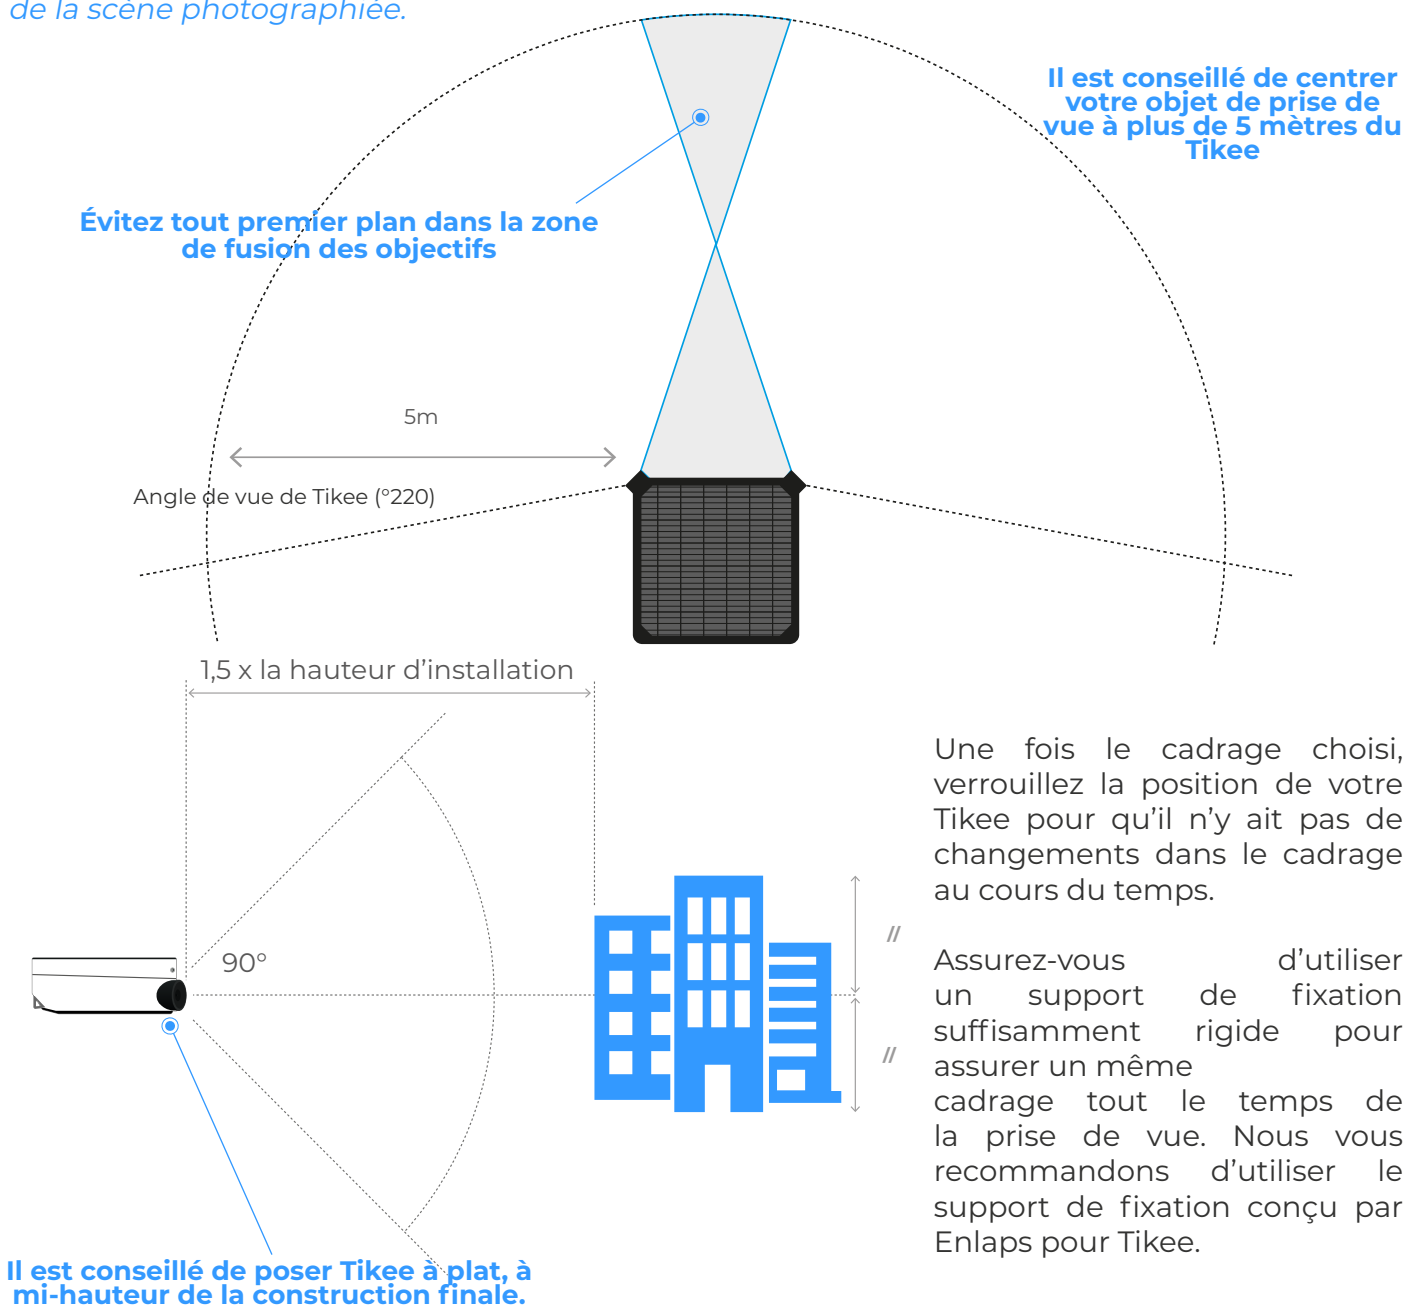 de la scène photographiée.
Il est conseillé de centrer
votre objet de prise de
vue à plus de 5 mètres du
Tikee
Évitez tout premier plan dans la zone
de fusion des objectifs
5m
Angle de vue de Tikee (°220)
1,5 x la hauteur d’installation
90°
//
//
Une fois le cadrage choisi,
verrouillez la position de votre
Tikee pour qu’il n’y ait pas de
changements dans le cadrage
au cours du temps.
Assurez-vous d’utiliser
un support de fixation
suffisamment rigide pour
assurer un même
cadrage tout le temps de
la prise de vue. Nous vous
recommandons d’utiliser le
support de fixation conçu par
Enlaps pour Tikee.
Il est conseillé de poser Tikee à plat, à
mi-hauteur de la construction finale.